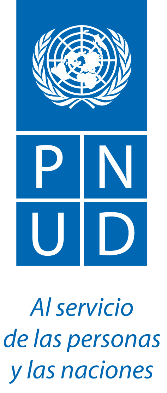 P N
U D
Al servicio
de las personas
y las naciones